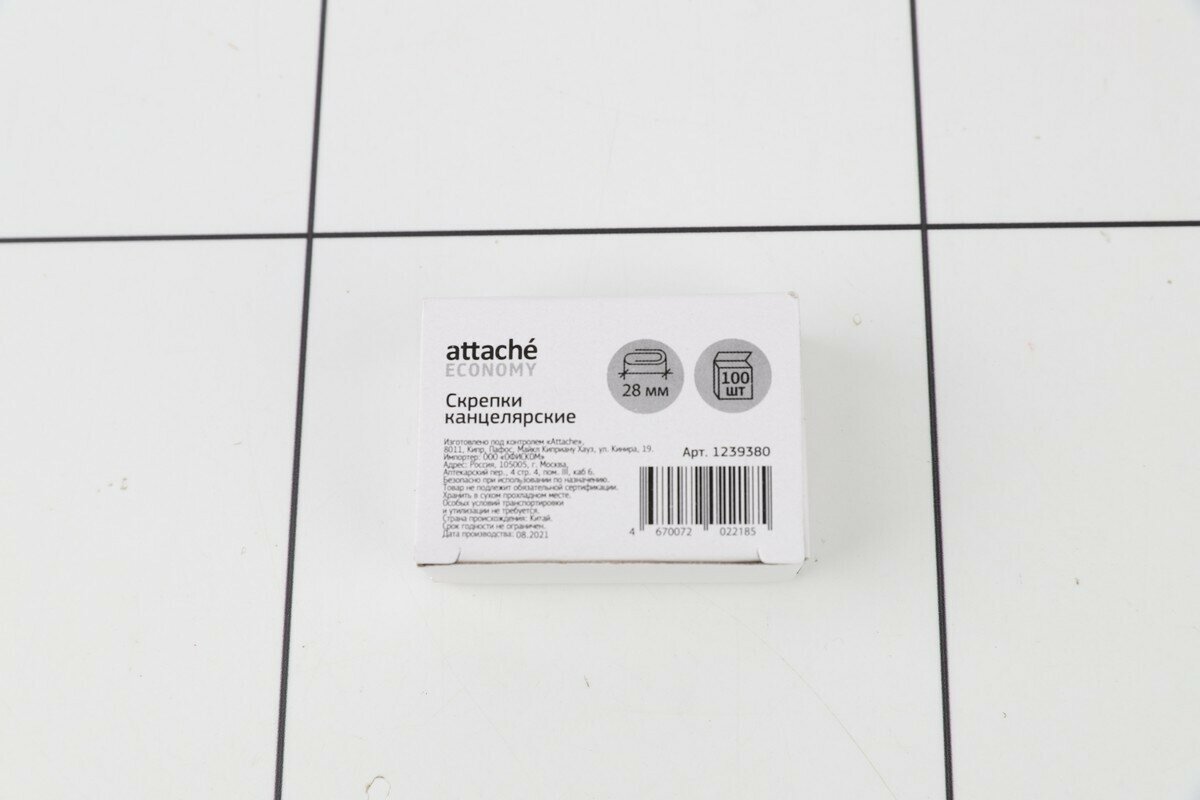 attaché
ECONOMY
Скрепки
канцелярские
28 мм
100
шт
Изготовлено под контролем «Attache»,
8011, Кипр, Пафос, Майкл Киприану Хауз, ул. Кинира, 19.
Импортер: ООО «ОФИСКОМ»
Адрес: Россия, 105005, г. Москва,
Аптекарский пер., 4 стр. 4, пом. III, каб 6.
Безопасно при использовании по назначению.
Товар не подлежит обязательной сертификации.
Хранить в сухом прохладном месте.
Особых условий транспортировки
и утилизации не требуется.
Страна происхождения: Китай.
Срок годности не ограничен.
Дата производства: 08.2021
Арт. 1239380
4 670072 022185